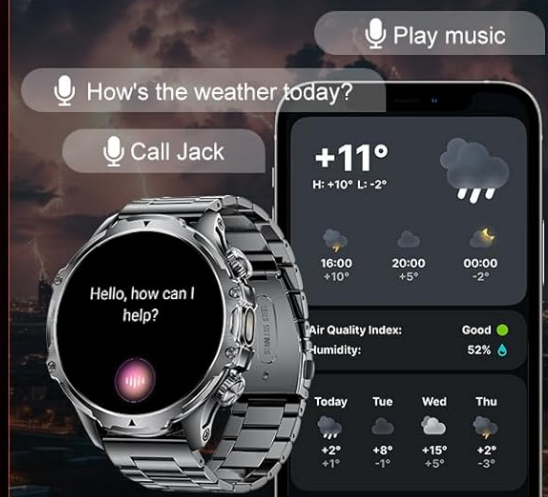 Play music
How's the weather today?
Call Jack
+11°
H: +10° L: -2°
16:00 20:00 00:00
+10° +5° -2°
Hello, how can I
help?
STAINLESS STEEL
Air Quality Index: Good
Humidity: 52%
Today Tue Wed Thu
+2° +8° +15° +2°
+1° -1° +5° -3°